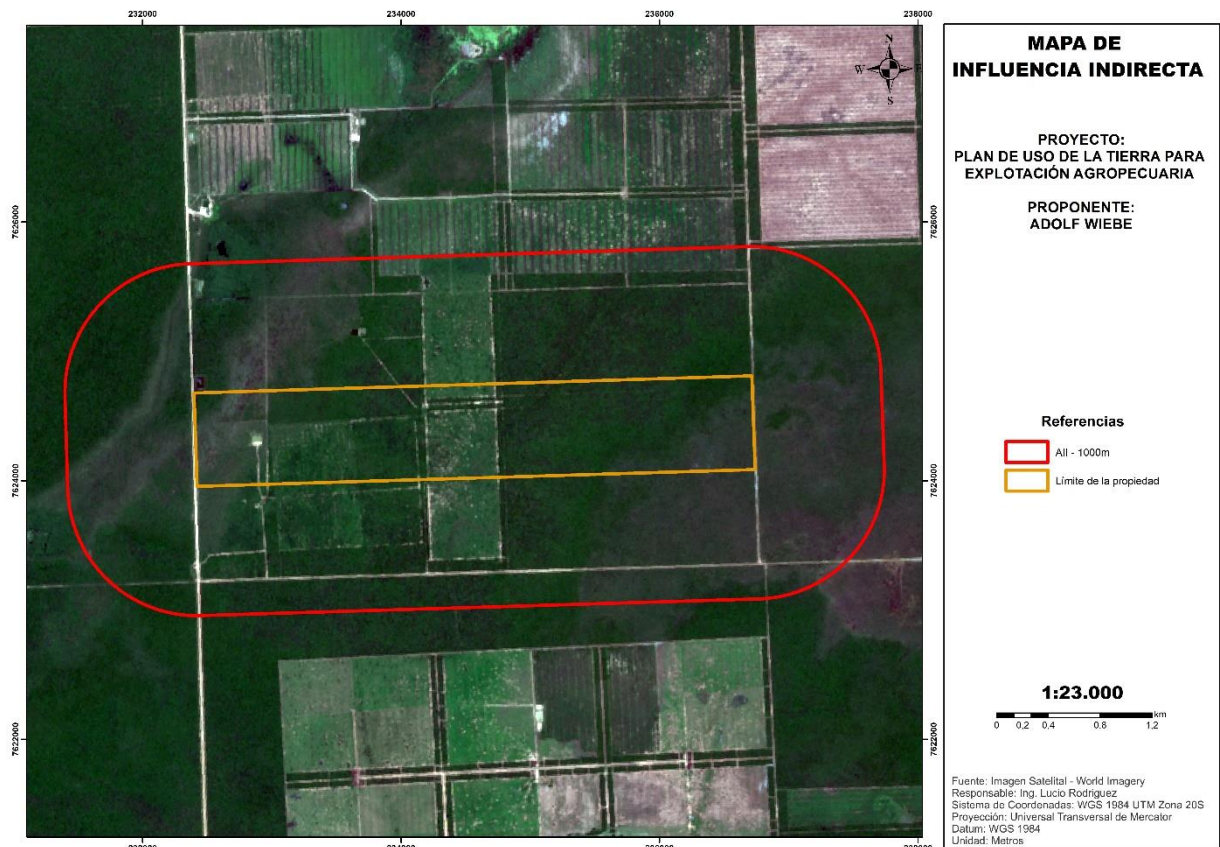 232000 234000 236000 238000
N
W E
S
7626000 7626000
7624000 7624000
7622000 7622000
MAPA DE
INFLUENCIA INDIRECTA
PROYECTO:
PLAN DE USO DE LA TIERRA PARA
EXPLOTACIÓN AGROPECUARIA
PROPONENTE:
ADOLF WIEBE
Referencias
AII - 1000m
Límite de la propiedad
1:23.000
km
0 0,2 0,4 0,8 1,2
Fuente: Imagen Satelital - World Imagery
Responsable: Ing. Lucio Rodriguez
Sistema de Coordenadas: WGS 1984 UTM Zona 20S
Proyección: Universal Transversal de Mercator
Datum: WGS 1984
Unidad: Metros